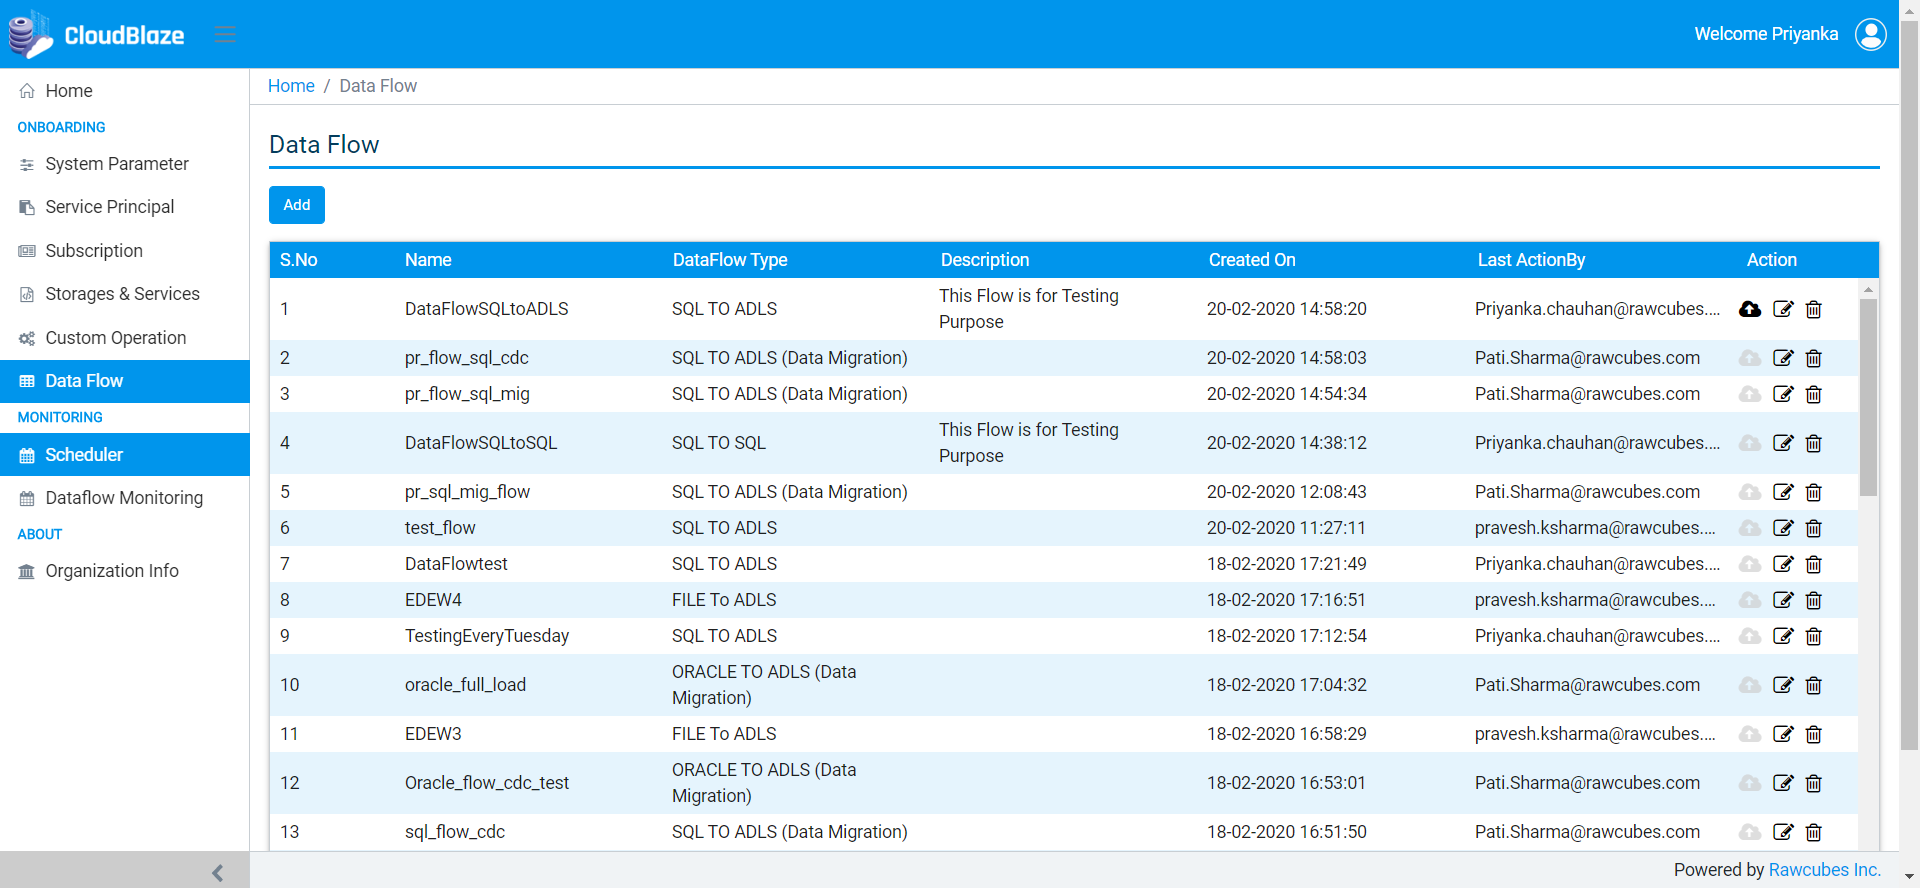 CloudBlaze
Welcome Priyanka
Home
ONBOARDING
System Parameter
Service Principal
Subscription
Storages & Services
Custom Operation
Data Flow
MONITORING
Scheduler
Dataflow Monitoring
ABOUT
Organization Info
Home / Data Flow
Data Flow
Add
S.No Name DataFlow Type Description Created On Last ActionBy Action
1 DataFlowSQLtoADLS SQL TO ADLS This Flow is for Testing Purpose 20-02-2020 14:58:20 Priyanka.chauhan@rawcubes....
2 pr_flow_sql_cdc SQL TO ADLS (Data Migration) 20-02-2020 14:58:03 Pati.Sharma@rawcubes.com
3 pr_flow_sql_mig SQL TO ADLS (Data Migration) 20-02-2020 14:54:34 Pati.Sharma@rawcubes.com
4 DataFlowSQLtoSQL SQL TO SQL This Flow is for Testing Purpose 20-02-2020 14:38:12 Priyanka.chauhan@rawcubes....
5 pr_sql_mig_flow SQL TO ADLS (Data Migration) 20-02-2020 12:08:43 Pati.Sharma@rawcubes.com
6 test_flow SQL TO ADLS 20-02-2020 11:27:11 pravesh.ksharma@rawcubes....
7 DataFlowtest SQL TO ADLS 18-02-2020 17:21:49 Priyanka.chauhan@rawcubes....
8 EDEW4 FILE To ADLS 18-02-2020 17:16:51 pravesh.ksharma@rawcubes....
9 TestingEveryTuesday SQL TO ADLS 18-02-2020 17:12:54 Priyanka.chauhan@rawcubes....
10 oracle_full_load ORACLE TO ADLS (Data Migration) 18-02-2020 17:04:32 Pati.Sharma@rawcubes.com
11 EDEW3 FILE To ADLS 18-02-2020 16:58:29 pravesh.ksharma@rawcubes....
12 Oracle_flow_cdc_test ORACLE TO ADLS (Data Migration) 18-02-2020 16:53:01 Pati.Sharma@rawcubes.com
13 sql_flow_cdc SQL TO ADLS (Data Migration) 18-02-2020 16:51:50 Pati.Sharma@rawcubes.com
Powered by Rawcubes Inc.